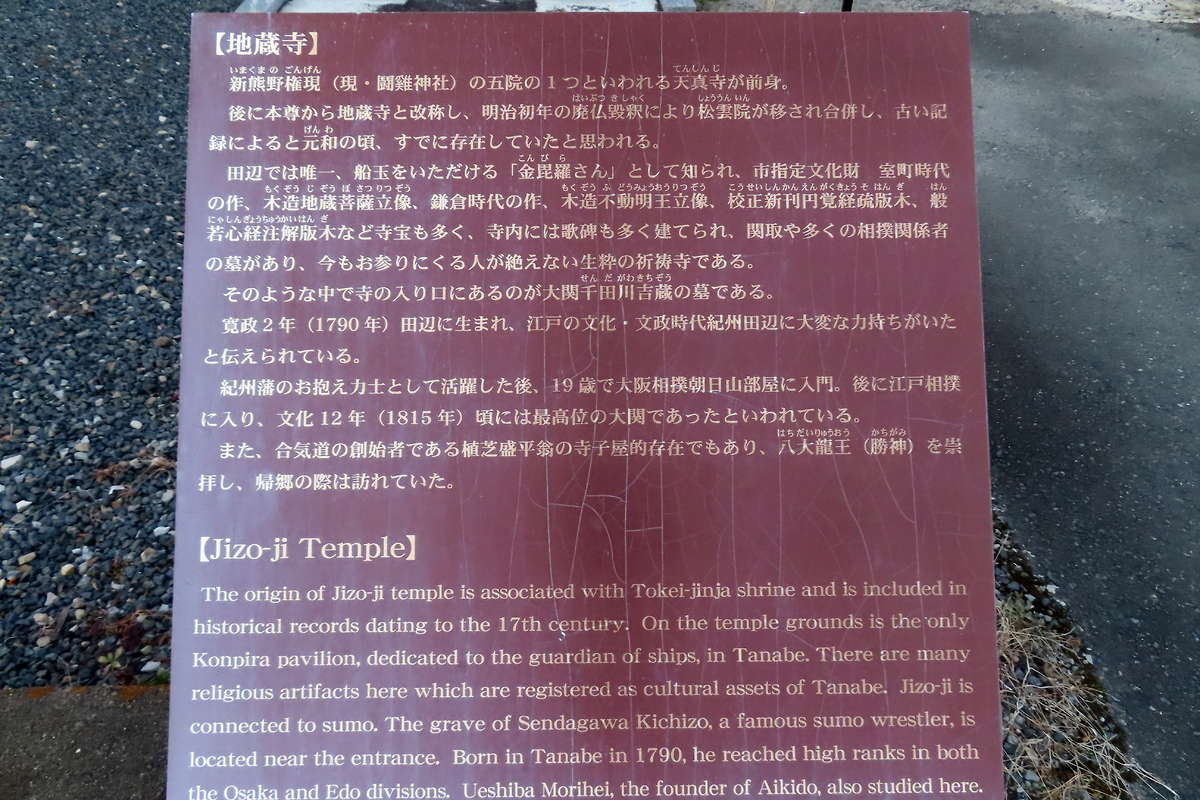 【地蔵寺】
新熊野権現（現・闘雞神社）の五院の１つといわれる天真寺が前身。
後に本尊から地蔵寺と改称し、明治初年の廃仏毀釈により松雲院が移され合併し、古い記
録によると元和の頃、すでに存在していたと思われる。
田辺では唯一、船玉をいただける「金毘羅さん」として知られ、市指定文化財　室町時代
の作、木造地蔵菩薩立像、鎌倉時代の作、木造不動明王立像、校正新刊円覚経疏版木、般
若心経注解版木など寺宝も多く、寺内には歌碑も多く建てられ、関取や多くの相撲関係者
の墓があり、今もお参りにくる人が絶えない生粋の祈祷寺である。
そのような中で寺の入り口にあるのが大関千田川吉蔵の墓である。
寛政２年（1790 年）田辺に生まれ、江戸の文化・文政時代紀州田辺に大変な力持ちがいた
と伝えられている。
紀州藩のお抱え力士として活躍した後、19 歳で大阪相撲朝日山部屋に入門。後に江戸相撲
に入り、文化 12 年（1815 年）頃には最高位の大関であったといわれている。
また、合気道の創始者である植芝盛平翁の寺子屋的存在でもあり、八大龍王（勝神）を崇
拝し、帰郷の際は訪れていた。
【Jizo-ji Temple】
The origin of Jizo-ji temple is associated with Tokei-jinja shrine and is included in
historical records dating to the 17th century. On the temple grounds is the only
Konpira pavilion, dedicated to the guardian of ships, in Tanabe. There are many
religious artifacts here which are registered as cultural assets of Tanabe. Jizo-ji is
connected to sumo. The grave of Sendagawa Kichizo, a famous sumo wrestler, is
located near the entrance. Born in Tanabe in 1790, he reached high ranks in both
the Osaka and Edo divisions. Ueshiba Morihei, the founder of Aikido, also studied here.